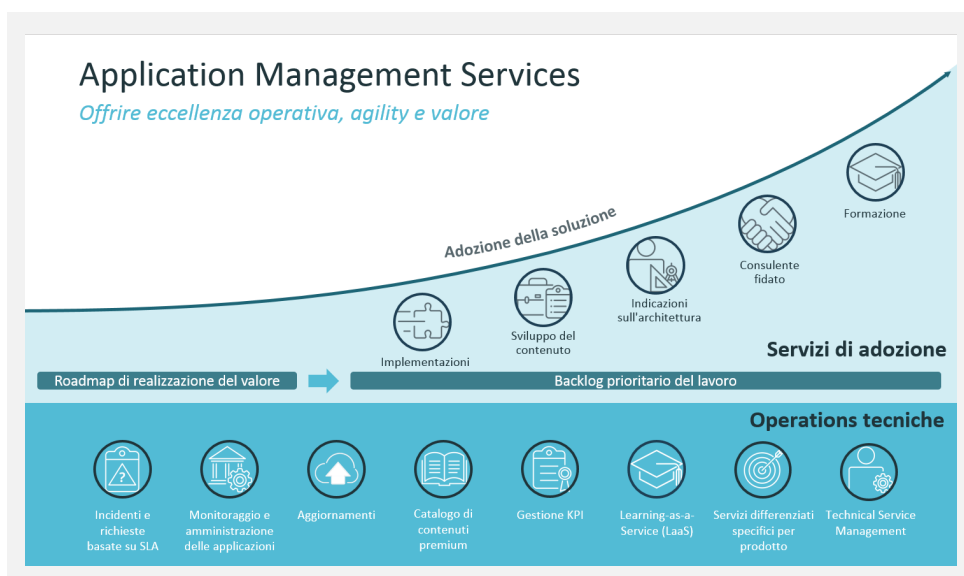 Application Management Services
Offrire eccellenza operativa, agility e valore
Adozione della soluzione
Formazione
Consulente
fidato
Indicazioni
sull'architettura
Sviluppo del
contenuto
Implementazioni
Servizi di adozione
Roadmap di realizzazione del valore
Backlog prioritario del lavoro
Operations tecniche
Incidenti e
richieste
basate su SLA
Monitoraggio e
amministrazione
delle applicazioni
Aggiornamenti
Catalogo di
contenuti
premium
Gestione KPI
Learning-as-a-
Service (LaaS)
Servizi differenziati
specifici per
prodotto
Technical Service
Management